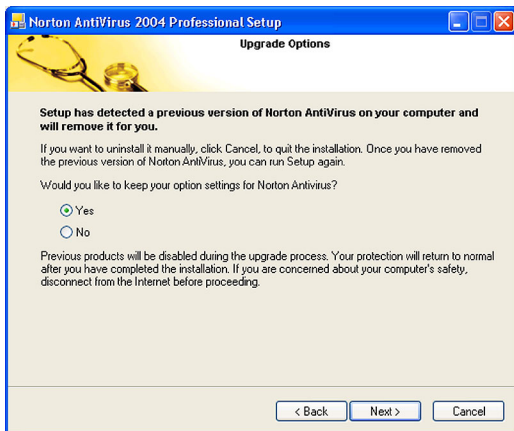 Norton AntiVirus 2004 Professional Setup
Upgrade Options
Setup has detected a previous version of Norton AntiVirus on your computer and
will remove it for you.
If you want to uninstall it manually, click Cancel, to quit the installation. Once you have removed
the previous version of Norton AntiVirus, you can run Setup again.
Would you like to keep your option settings for Norton Antivirus?
Yes
No
Previous products will be disabled during the upgrade process. Your protection will return to normal
after you have completed the installation. If you are concerned about your computer's safety,
disconnect from the Internet before proceeding.
< Back Next > Cancel